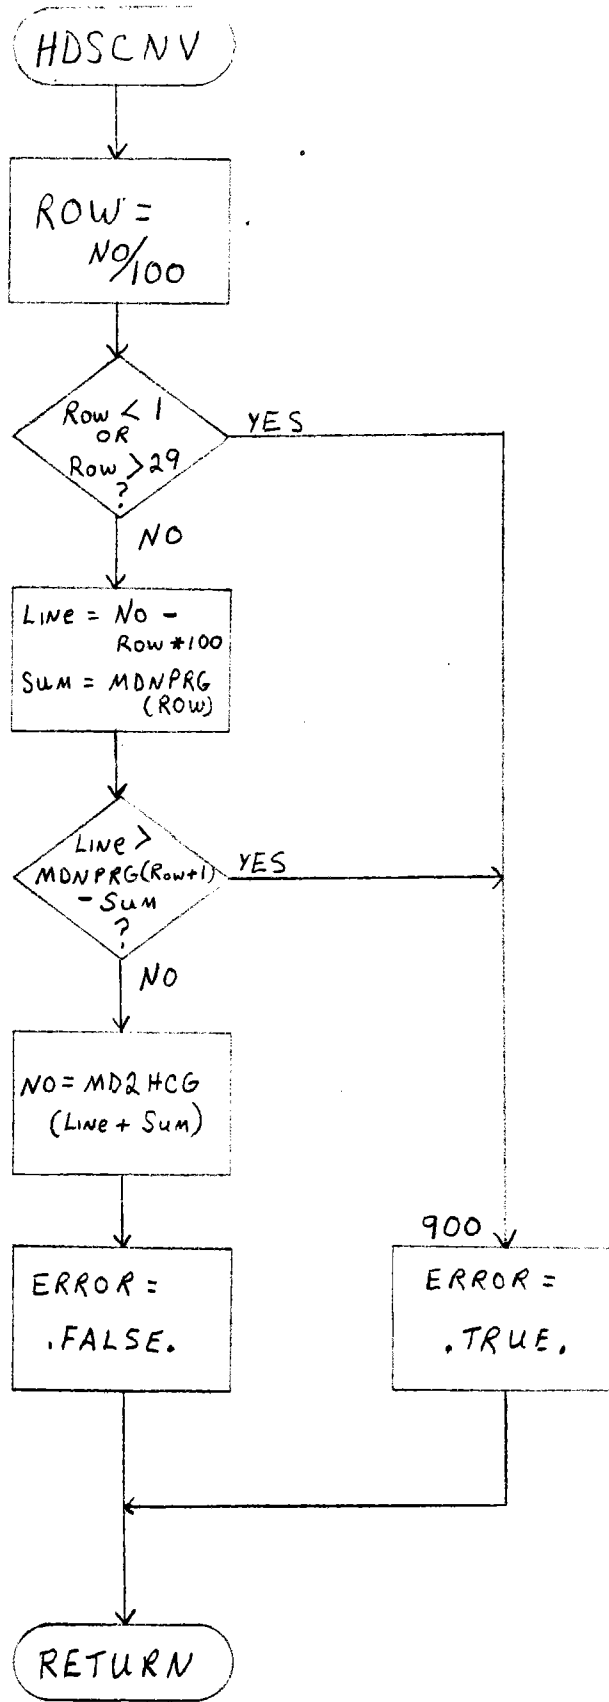 HDSCNV
ROW =
NO/100
Row < 1
OR
Row > 29
?
YES
NO
Line = No -
Row *100
Sum = MDNPRG
(ROW)
Line >
MDNPRG(Row+1)
- Sum
?
YES
NO
NO = MD2HCG
(Line + Sum)
ERROR =
.FALSE.
900
ERROR =
.TRUE.
RETURN